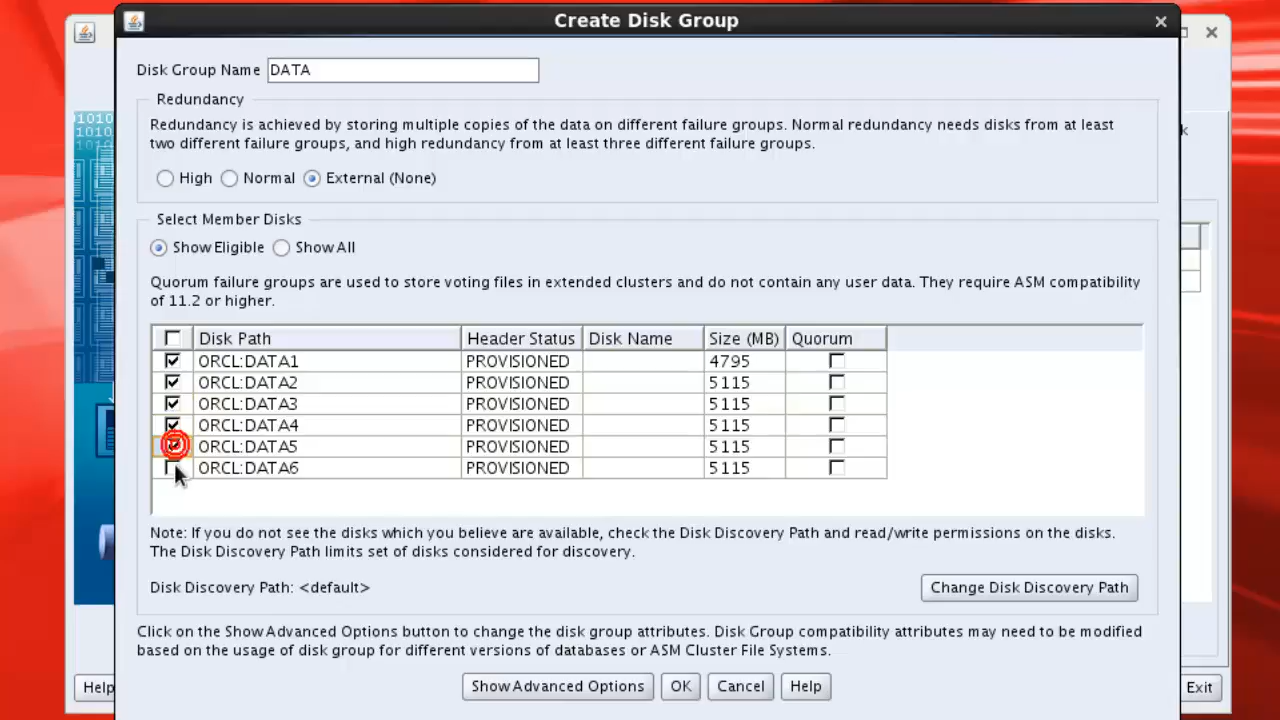 Create Disk Group
Disk Group Name DATA
Redundancy
Redundancy is achieved by storing multiple copies of the data on different failure groups. Normal redundancy needs disks from at least
two different failure groups, and high redundancy from at least three different failure groups.
High Normal External (None)
Select Member Disks
Show Eligible Show All
Quorum failure groups are used to store voting files in extended clusters and do not contain any user data. They require ASM compatibility
of 11.2 or higher.
Disk Path Header Status Disk Name Size (MB) Quorum
ORCL:DATA1 PROVISIONED 4795
ORCL:DATA2 PROVISIONED 5115
ORCL:DATA3 PROVISIONED 5115
ORCL:DATA4 PROVISIONED 5115
ORCL:DATA5 PROVISIONED 5115
ORCL:DATA6 PROVISIONED 5115
Note: If you do not see the disks which you believe are available, check the Disk Discovery Path and read/write permissions on the disks.
The Disk Discovery Path limits set of disks considered for discovery.
Disk Discovery Path: <default> Change Disk Discovery Path
Click on the Show Advanced Options button to change the disk group attributes. Disk Group compatibility attributes may need to be modified
based on the usage of disk group for different versions of databases or ASM Cluster File Systems.
Show Advanced Options OK Cancel Help
Help Exit